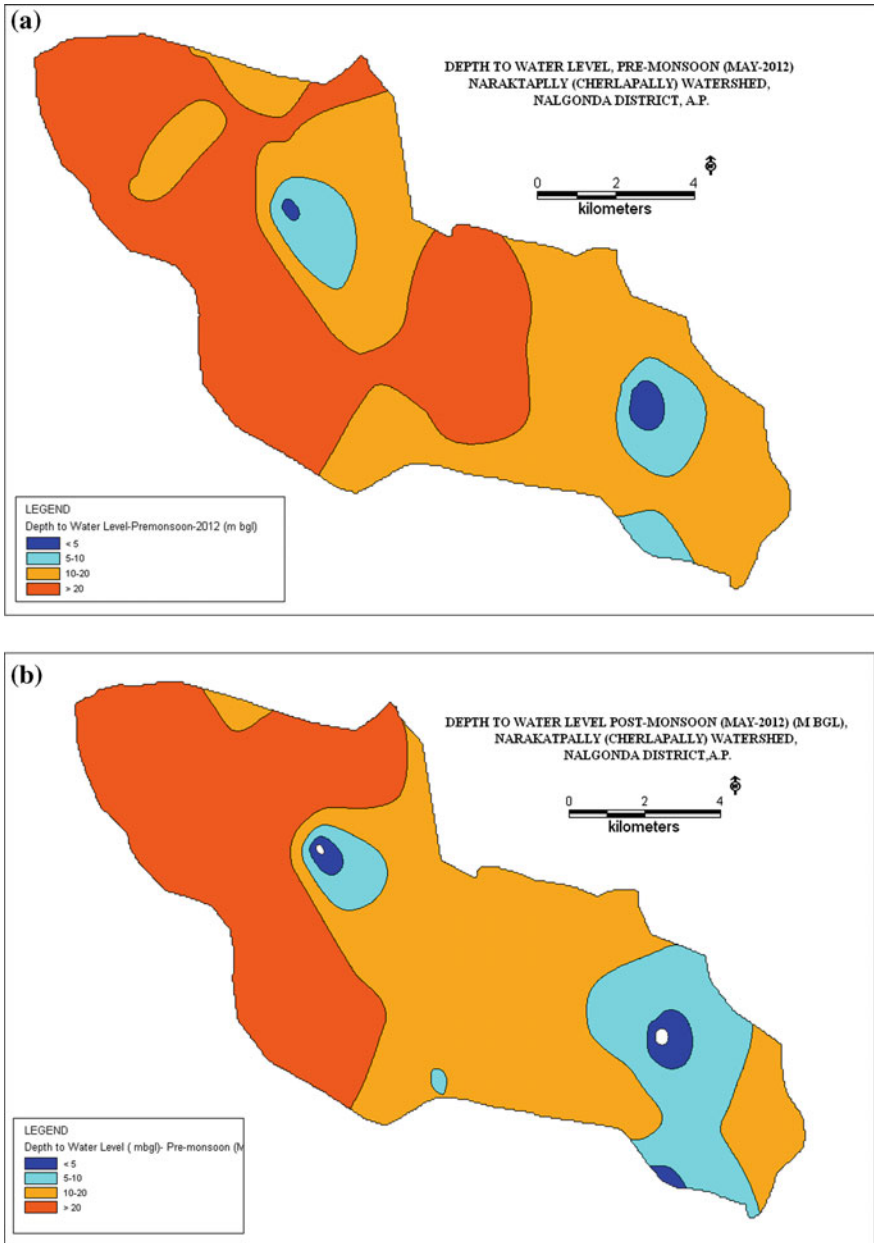 (a)
DEPTH TO WATER LEVEL, PRE-MONSOON (MAY-2012)
NARAKTAPLLY (CHERLAPALLY) WATERSHED,
NALGONDA DISTRICT, A.P.
0 2 4
kilometers
LEGEND
Depth to Water Level-Premonsoon-2012 (m bgl)
< 5
5-10
10-20
> 20
(b)
DEPTH TO WATER LEVEL POST-MONSOON (MAY-2012) (M BGL),
NARAKATPALLY (CHERLAPALLY) WATERSHED,
NALGONDA DISTRICT,A.P.
0 2 4
kilometers
LEGEND
Depth to Water Level ( mbgl)- Pre-monsoon (M
< 5
5-10
10-20
> 20